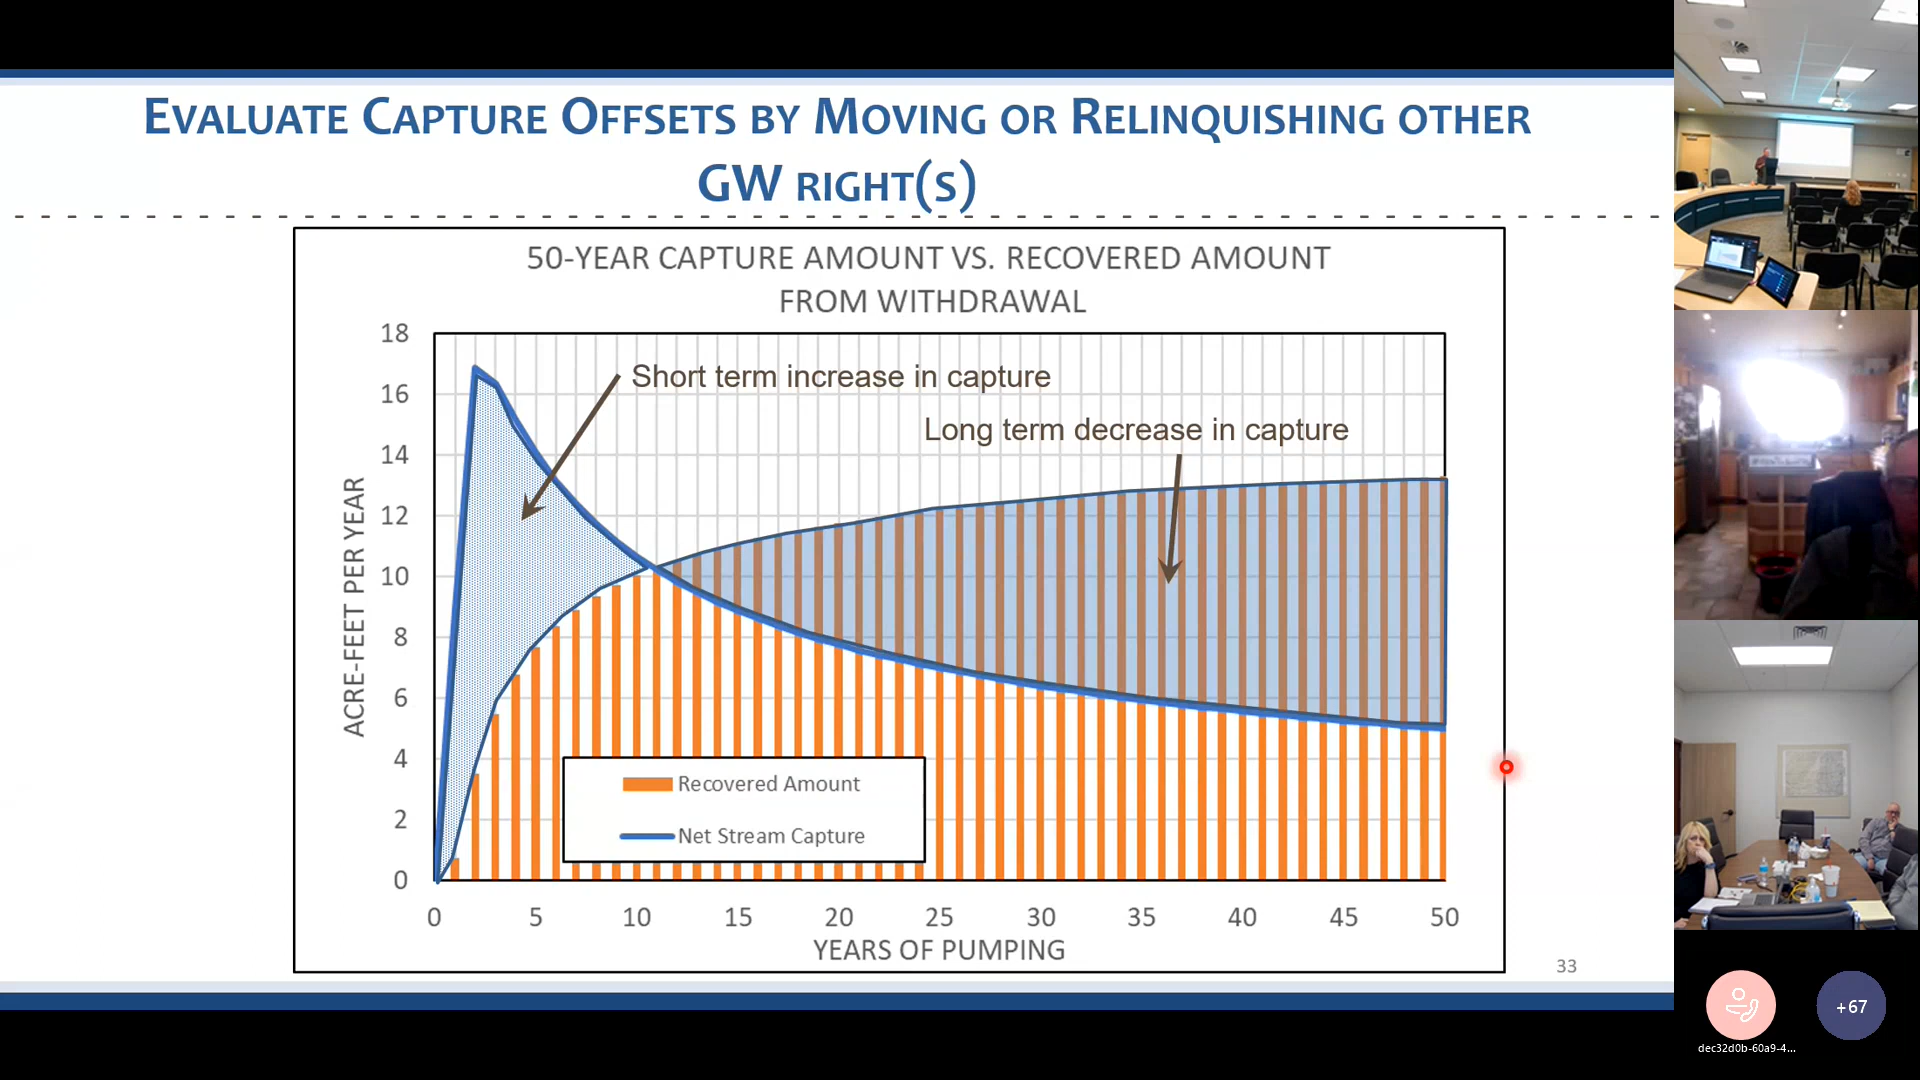 EVALUATE CAPTURE OFFSETS BY MOVING OR RELINQUISHING OTHER
GW RIGHT(S)
50-YEAR CAPTURE AMOUNT VS. RECOVERED AMOUNT
FROM WITHDRAWAL
18
16
14
12
10
8
6
4
2
0
ACRE-FEET PER YEAR
Short term increase in capture
Long term decrease in capture
Recovered Amount
Net Stream Capture
0 5 10 15 20 25 30 35 40 45 50
YEARS OF PUMPING
33
+67
dec32d0b-60a9-4...